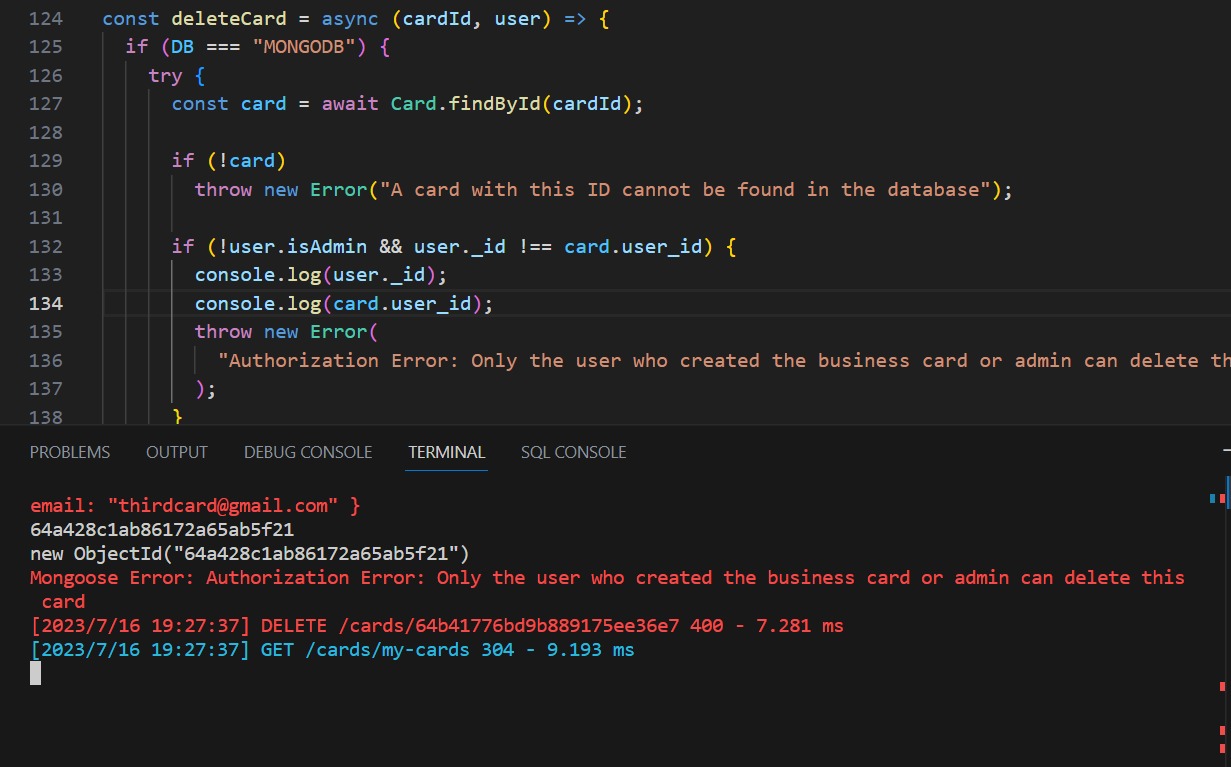 124 const deleteCard = async (cardId, user) => {
125 if (DB === "MONGODB") {
126 try {
127 const card = await Card.findById(cardId);
128
129 if (!card)
130 throw new Error("A card with this ID cannot be found in the database");
131
132 if (!user.isAdmin && user._id !== card.user_id) {
133 console.log(user._id);
134 console.log(card.user_id);
135 throw new Error(
136 "Authorization Error: Only the user who created the business card or admin can delete th
137 );
138 }
PROBLEMS OUTPUT DEBUG CONSOLE TERMINAL SQL CONSOLE
email: "thirdcard@gmail.com" }
64a428c1ab86172a65ab5f21
new ObjectId("64a428c1ab86172a65ab5f21")
Mongoose Error: Authorization Error: Only the user who created the business card or admin can delete this
card
[2023/7/16 19:27:37] DELETE /cards/64b41776bd9b889175ee36e7 400 - 7.281 ms
[2023/7/16 19:27:37] GET /cards/my-cards 304 - 9.193 ms